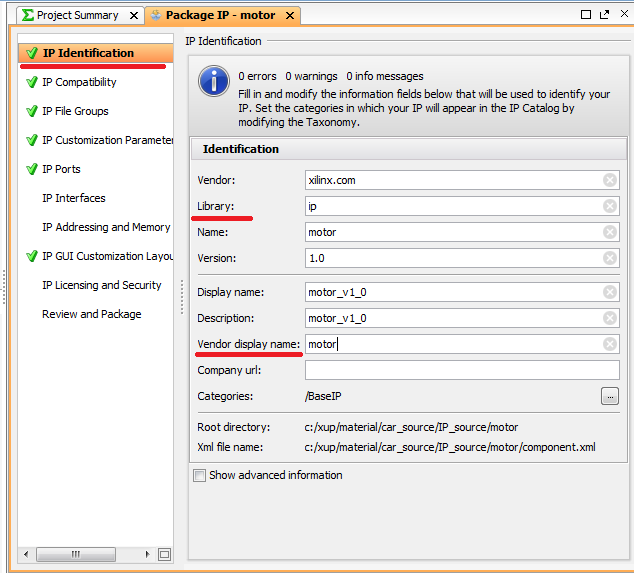 Project Summary
Package IP - motor
IP Identification
IP Compatibility
IP File Groups
IP Customization Parameter
IP Ports
IP Interfaces
IP Addressing and Memory
IP GUI Customization Layou
IP Licensing and Security
Review and Package
IP Identification
0 errors 0 warnings 0 info messages
Fill in and modify the information fields below that will be used to identify your
IP. Set the categories in which your IP will appear in the IP Catalog by
modifying the Taxonomy.
Identification
Vendor: xilinx.com
Library: ip
Name: motor
Version: 1.0
Display name: motor_v1_0
Description: motor_v1_0
Vendor display name: motor
Company url:
Categories: /BaseIP ...
Root directory: c:/xup/material/car_source/IP_source/motor
Xml file name: c:/xup/material/car_source/IP_source/motor/component.xml
Show advanced information